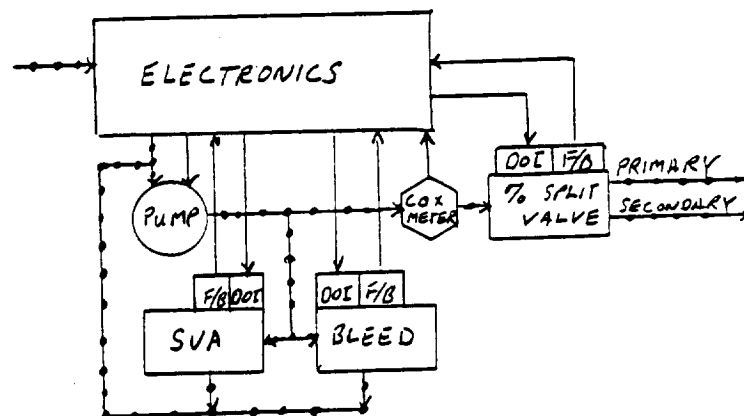 ELECTRONICS
DOI F/B
PRIMARY
% SPLIT VALVE
SECONDARY
COX METER
PUMP
F/B DOI
DOI F/B
SVA
BLEED